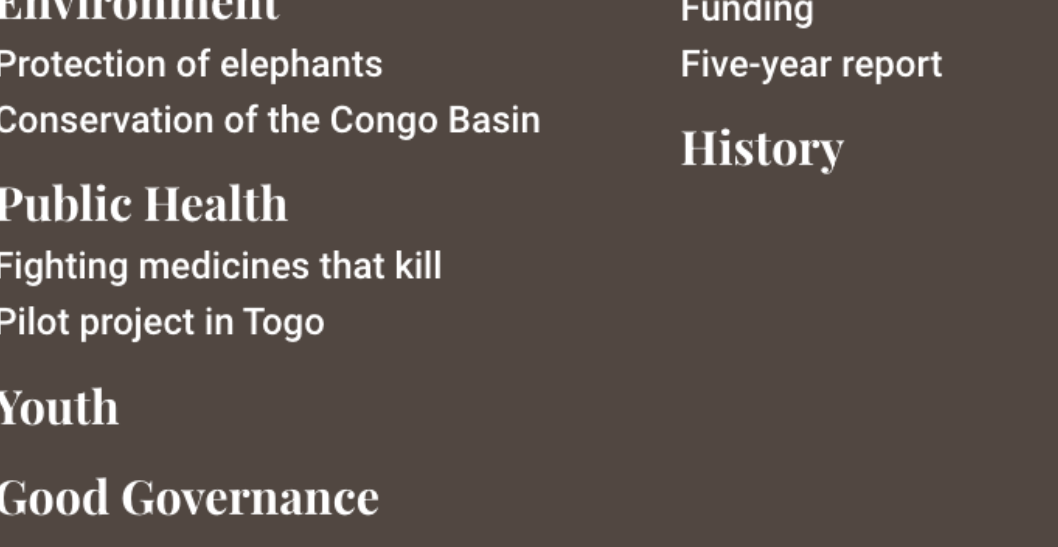 Environment
Protection of elephants
Conservation of the Congo Basin
Public Health
Fighting medicines that kill
Pilot project in Togo
Youth
Good Governance
Funding
Five-year report
History